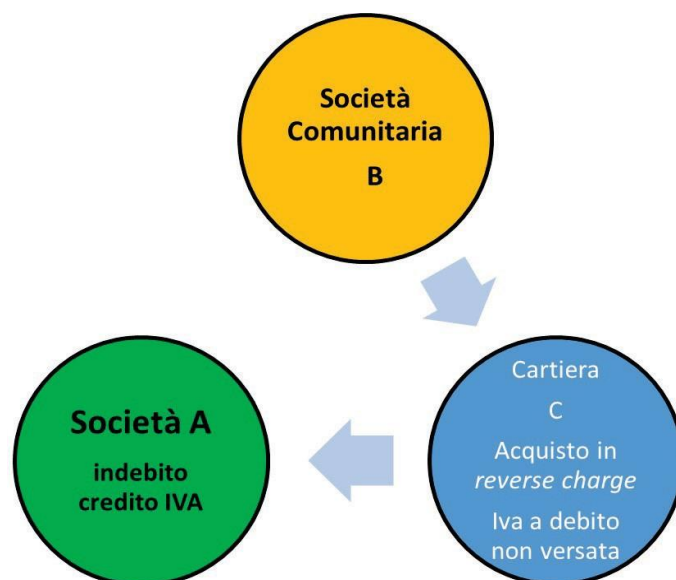 Società
Comunitaria
B
Società A
indebito
credito IVA
Cartiera
C
Acquisto in
reverse charge
Iva a debito
non versata